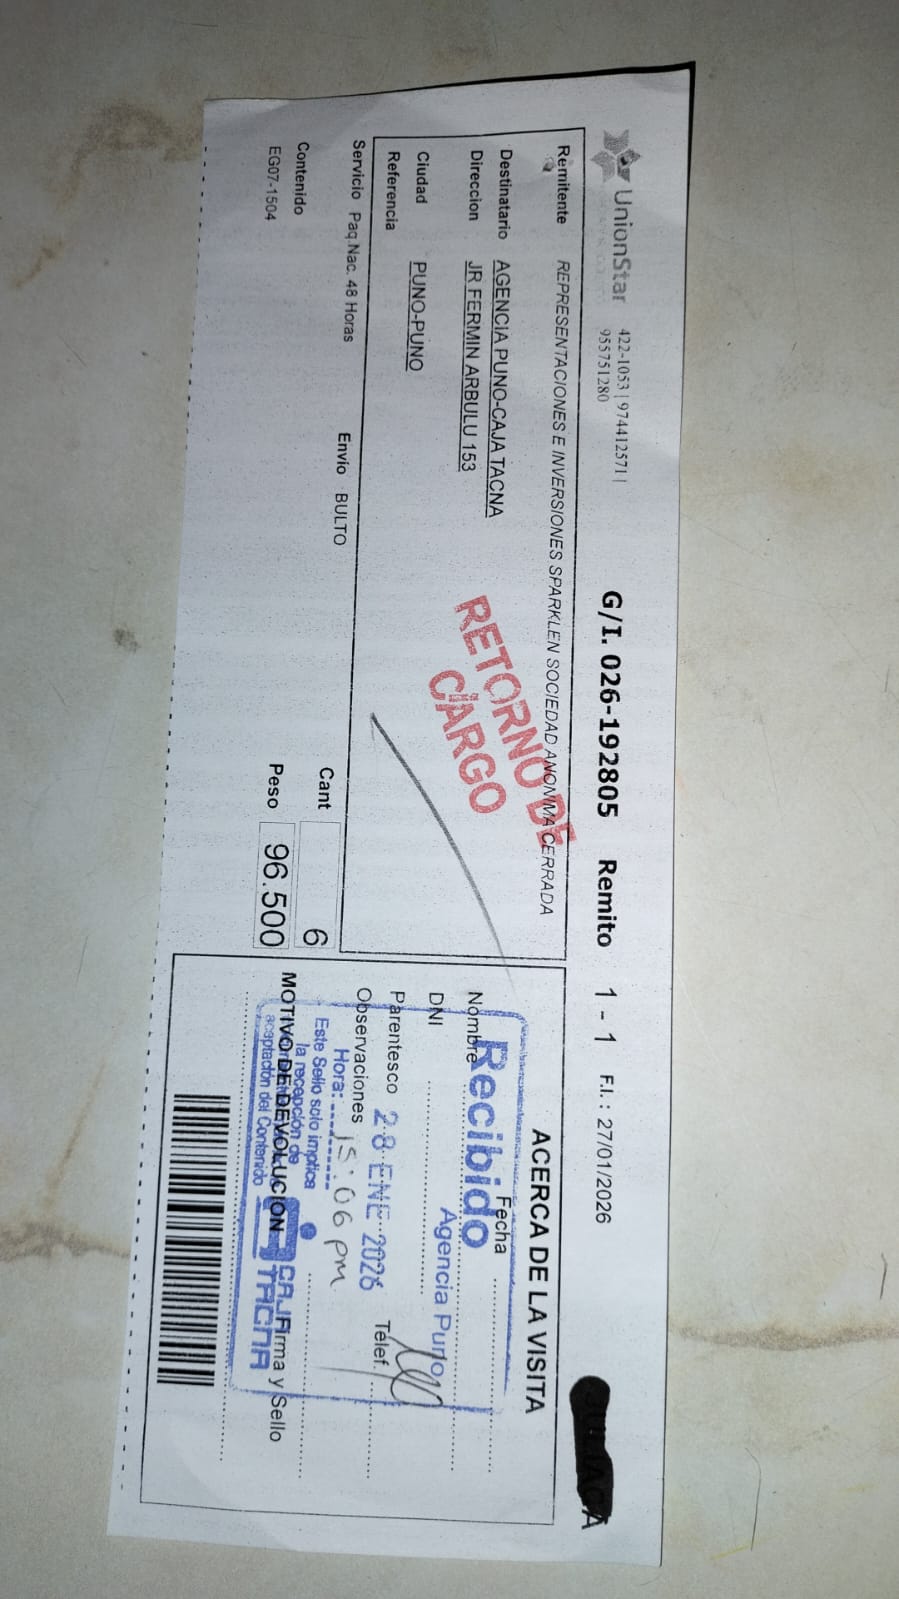 UnionStar
422-1053 | 974412571 |
955751280
G/I. 026-192805 Remito 1 - 1 F.I. : 27/01/2026
JULIACA
Remitente REPRESENTACIONES E INVERSIONES SPARKLEN SOCIEDAD ANONIMA CERRADA
Destinatario AGENCIA PUNO-CAJA TACNA
Direccion JR FERMIN ARBULU 153
Ciudad PUNO-PUNO
Referencia
RETORNO DE
CARGO
Servicio Paq.Nac. 48 Horas Envio BULTO
Contenido
EG07-1504
Cant 6
Peso 96.500
ACERCA DE LA VISITA
Fecha
Nombre
DNI
Parentesco Telef.
Observaciones
MOTIVO DE DEVOLUCION Firma y Sello
Recibido
Agencia Puno
28 ENE 2026
Hora: 15:06 pm
Este Sello solo implica
la recepción de
aceptación del Contenido
CAJA
TACNA